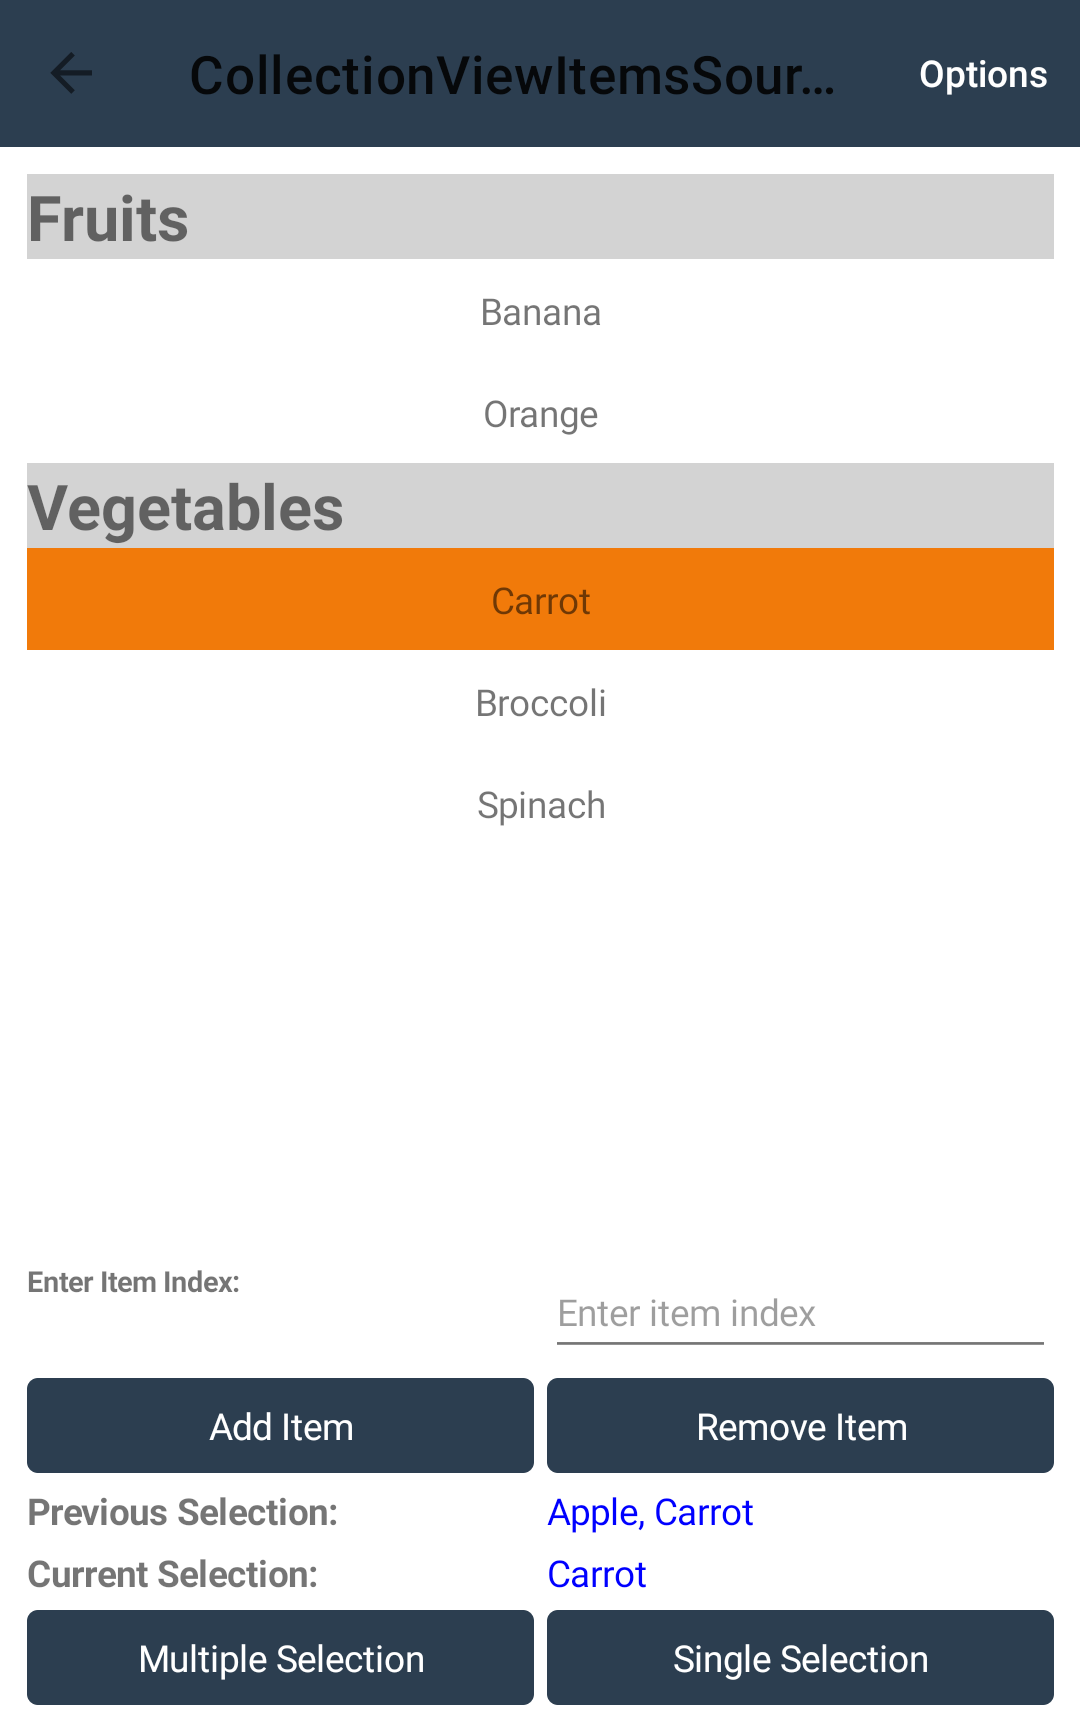 CollectionViewItemsSour...
Options
Fruits
Banana
Orange
Vegetables
Carrot
Broccoli
Spinach
Enter Item Index:
Enter item index
Add Item
Remove Item
Previous Selection:
Apple, Carrot
Current Selection:
Carrot
Multiple Selection
Single Selection